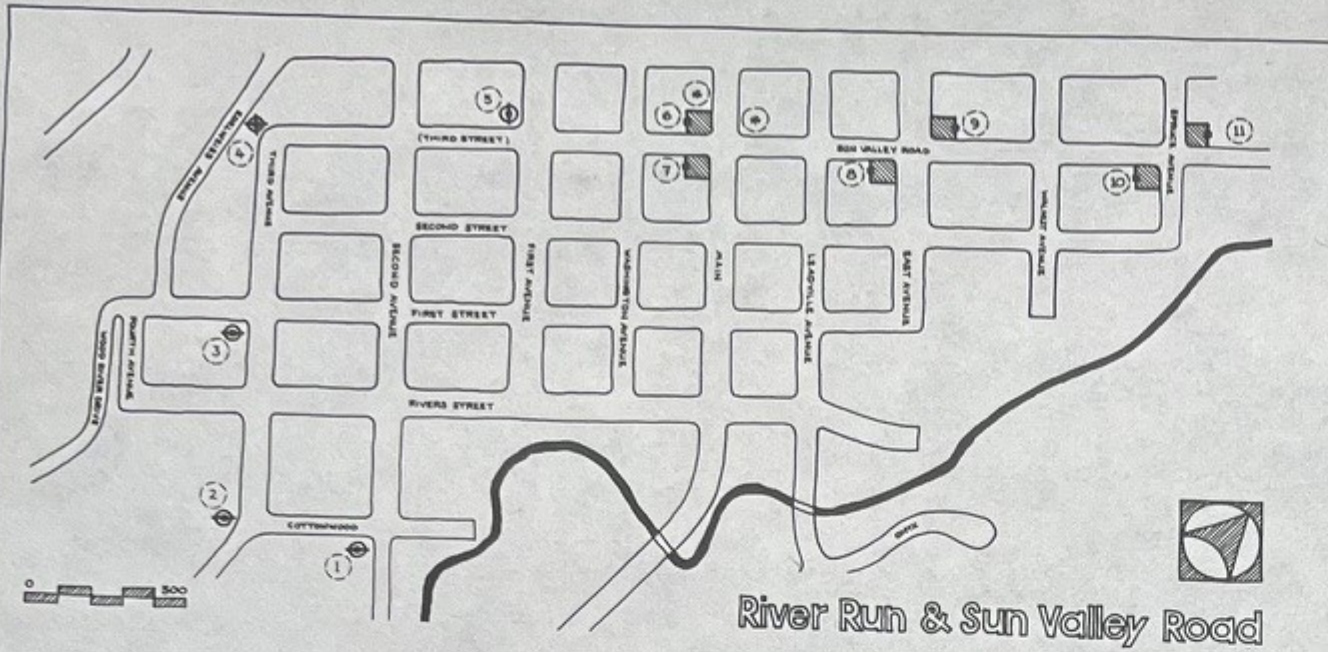 5
6
9
11
(THIRD STREET)
SUN VALLEY ROAD
4
THIRD AVENUE
7
8
10
SPRUCE AVENUE
WALNUT AVENUE
SECOND STREET
SECOND AVENUE
FIRST AVENUE
WASHINGTON AVENUE
MAIN
LEADVILLE AVENUE
EAST AVENUE
FIRST STREET
3
FOURTH AVENUE
WOOD RIVER DRIVE
RIVERS STREET
2
COTTONWOOD
1
ONYX
0
300
River Run & Sun Valley Road